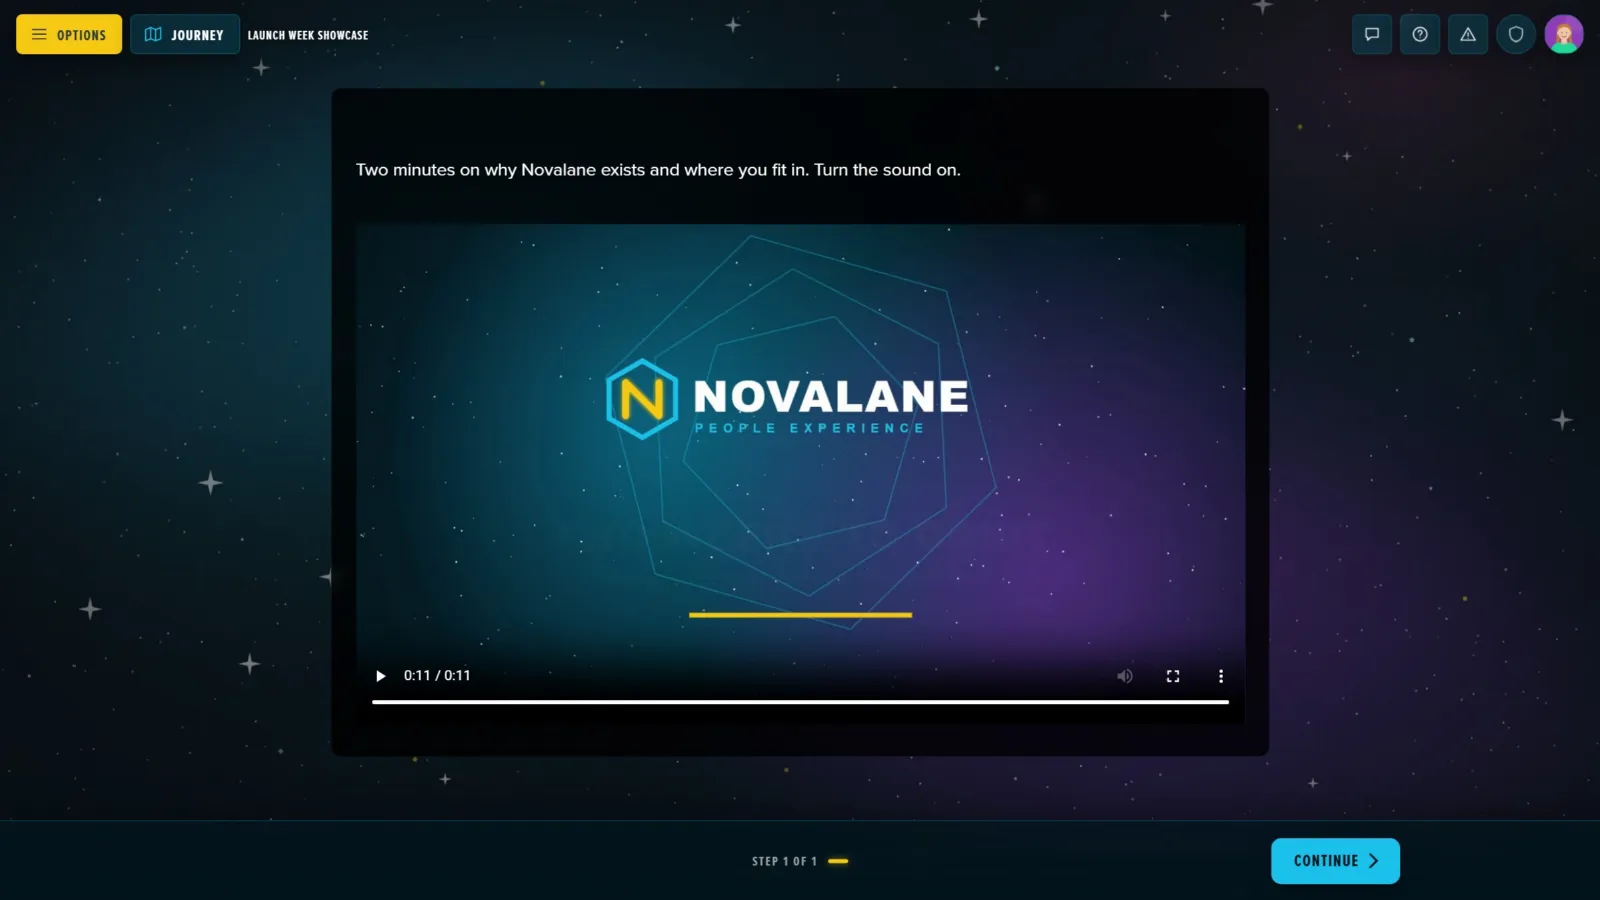 OPTIONS
JOURNEY
LAUNCH WEEK SHOWCASE
Two minutes on why Novalane exists and where you fit in. Turn the sound on.
N NOVALANE
PEOPLE EXPERIENCE
0:11 / 0:11
STEP 1 OF 1
CONTINUE